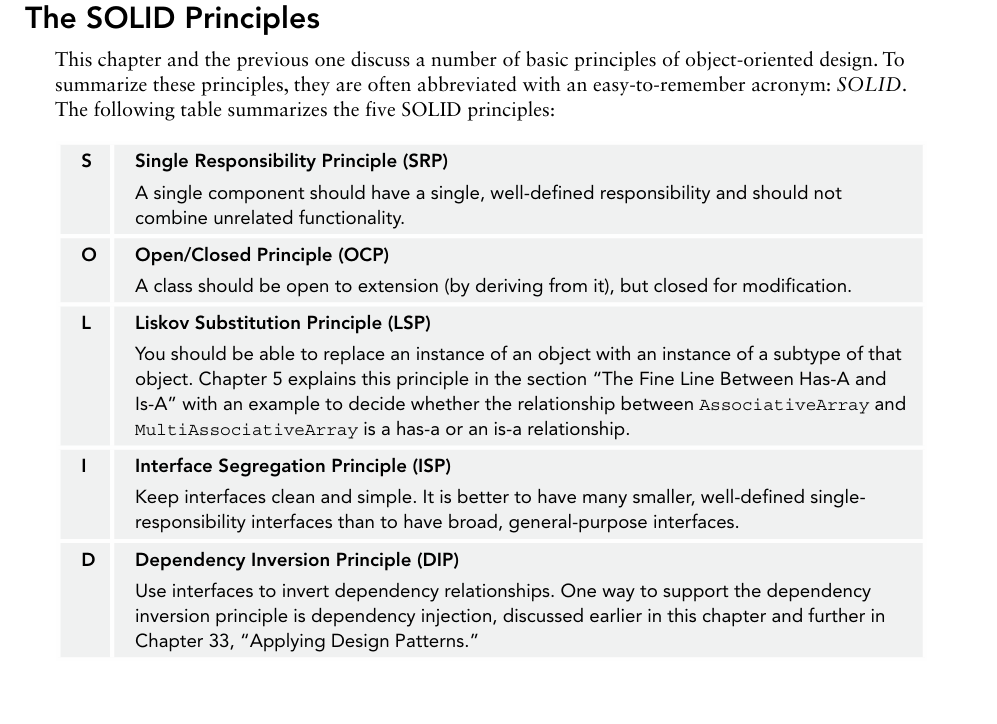 The SOLID Principles
This chapter and the previous one discuss a number of basic principles of object-oriented design. To
summarize these principles, they are often abbreviated with an easy-to-remember acronym: SOLID.
The following table summarizes the five SOLID principles:
S Single Responsibility Principle (SRP)
A single component should have a single, well-defined responsibility and should not
combine unrelated functionality.
O Open/Closed Principle (OCP)
A class should be open to extension (by deriving from it), but closed for modification.
L Liskov Substitution Principle (LSP)
You should be able to replace an instance of an object with an instance of a subtype of that
object. Chapter 5 explains this principle in the section “The Fine Line Between Has-A and
Is-A” with an example to decide whether the relationship between AssociativeArray and
MultiAssociativeArray is a has-a or an is-a relationship.
I Interface Segregation Principle (ISP)
Keep interfaces clean and simple. It is better to have many smaller, well-defined single-
responsibility interfaces than to have broad, general-purpose interfaces.
D Dependency Inversion Principle (DIP)
Use interfaces to invert dependency relationships. One way to support the dependency
inversion principle is dependency injection, discussed earlier in this chapter and further in
Chapter 33, “Applying Design Patterns.”